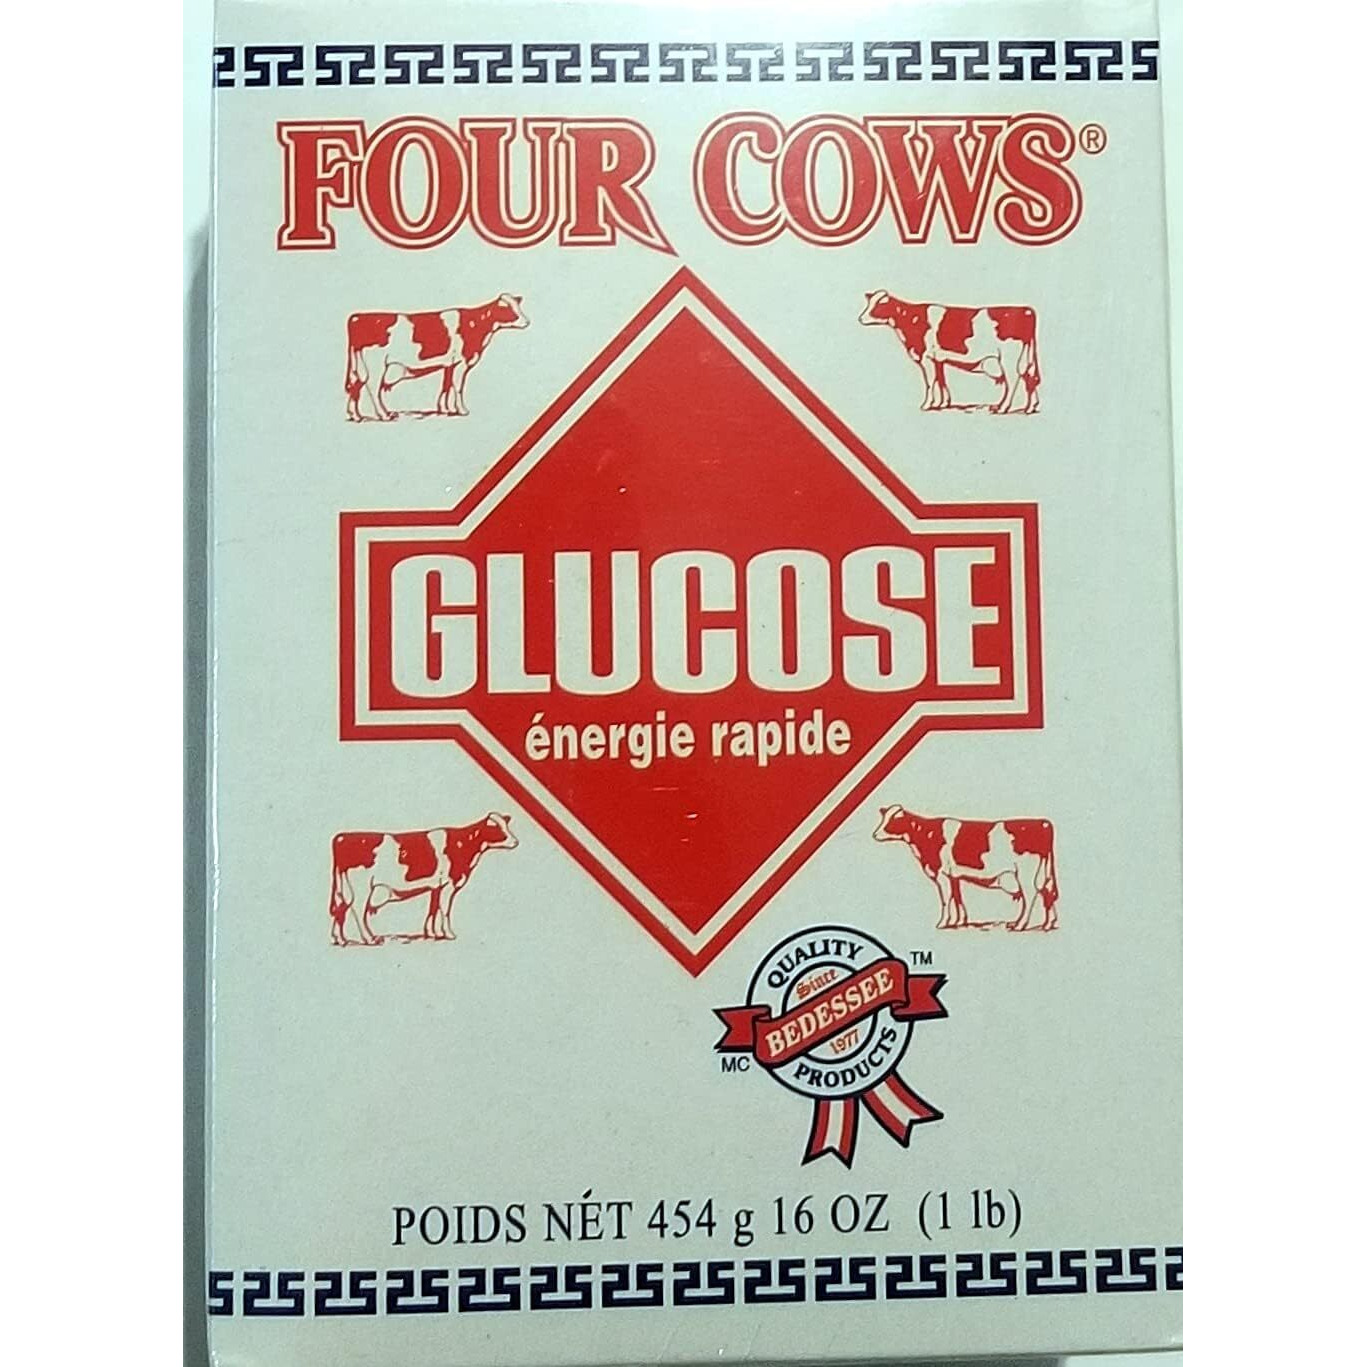 FOUR COWS®
GLUCOSE
énergie rapide
QUALITY
Since
BEDESSEE
1977
PRODUCTS
TM
MC
POIDS NÉT 454 g 16 OZ (1 lb)